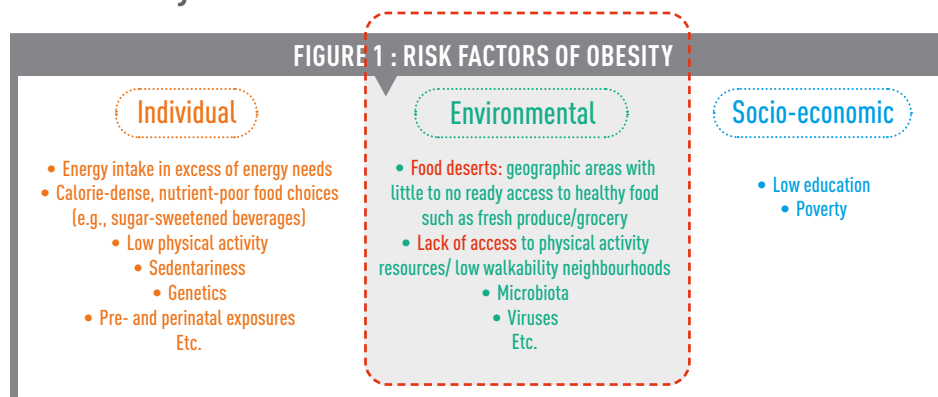 FIGURE 1 : RISK FACTORS OF OBESITY
Individual
• Energy intake in excess of energy needs
• Calorie-dense, nutrient-poor food choices
(e.g., sugar-sweetened beverages)
• Low physical activity
• Sedentariness
• Genetics
• Pre- and perinatal exposures
Etc.
Environmental
• Food deserts: geographic areas with
little to no ready access to healthy food
such as fresh produce/grocery
• Lack of access to physical activity
resources/ low walkability neighbourhoods
• Microbiota
• Viruses
Etc.
Socio-economic
• Low education
• Poverty